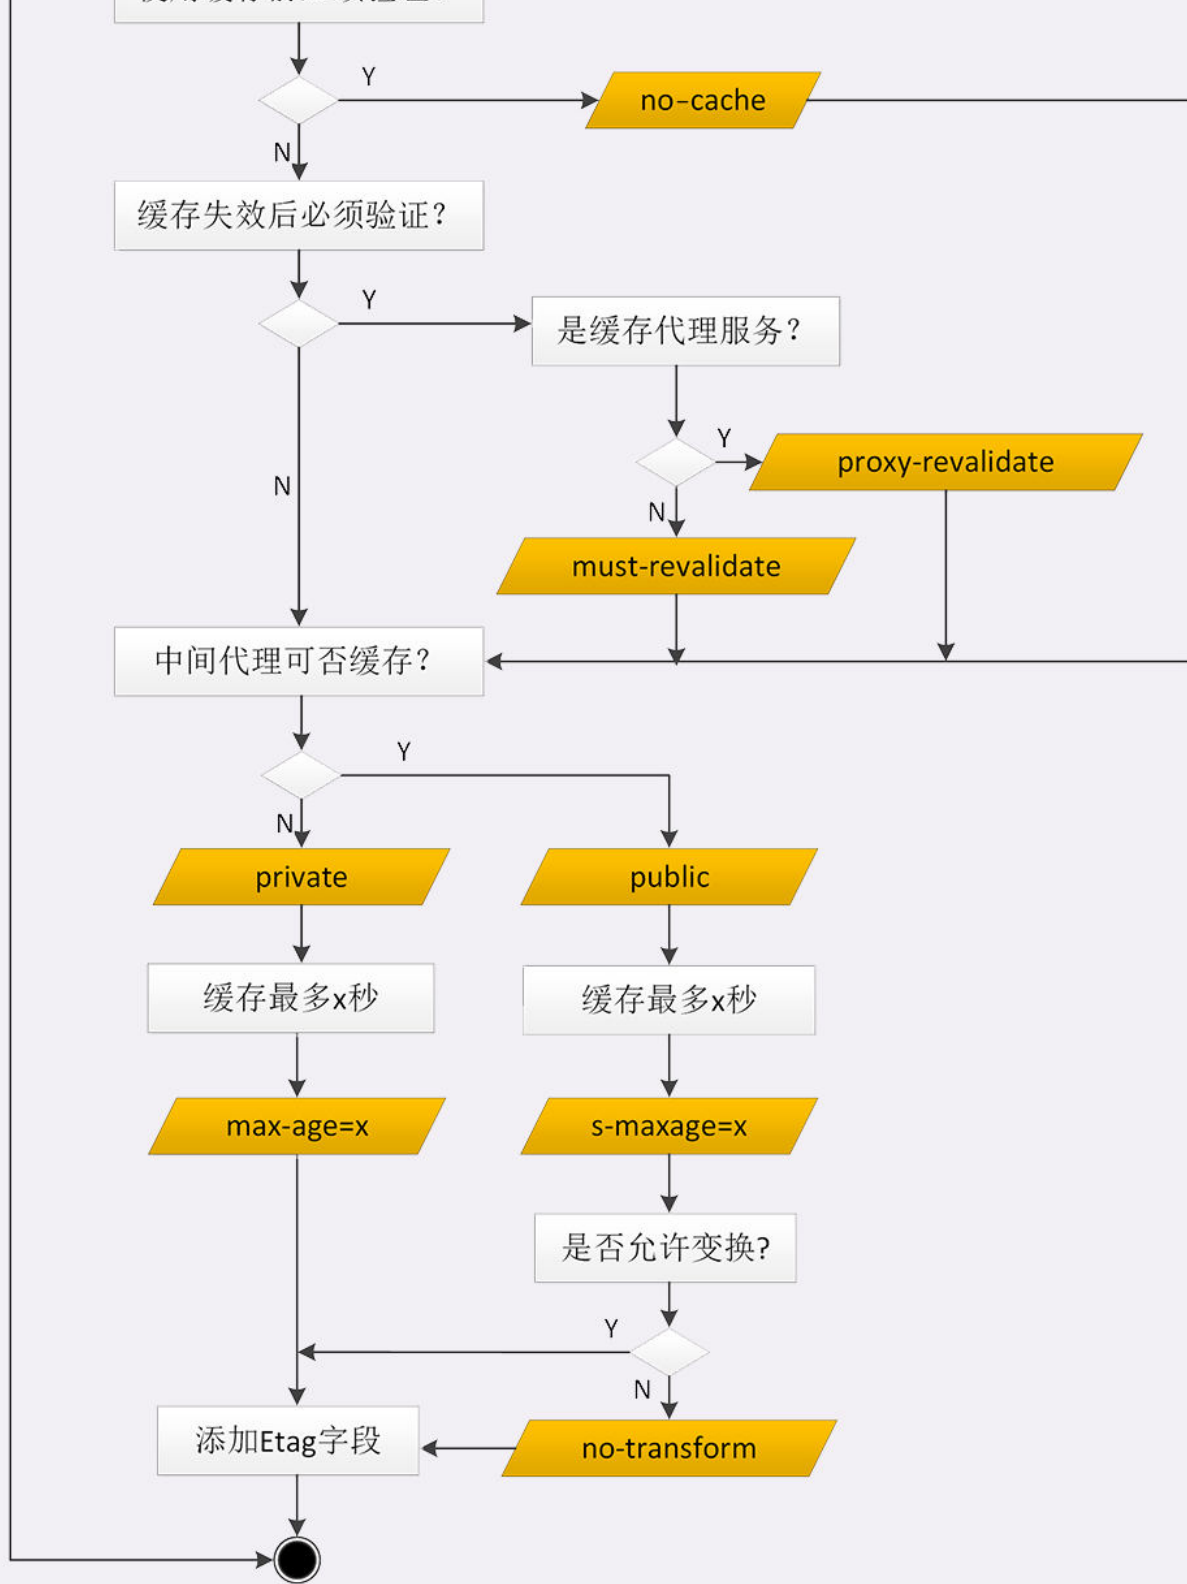 Y
no-cache
N
缓存失效后必须验证?
Y
是缓存代理服务?
Y
proxy-revalidate
N
N
must-revalidate
中间代理可否缓存?
Y
N
private
public
缓存最多x秒
缓存最多x秒
max-age=x
s-maxage=x
是否允许变换?
Y
N
添加Etag字段
no-transform